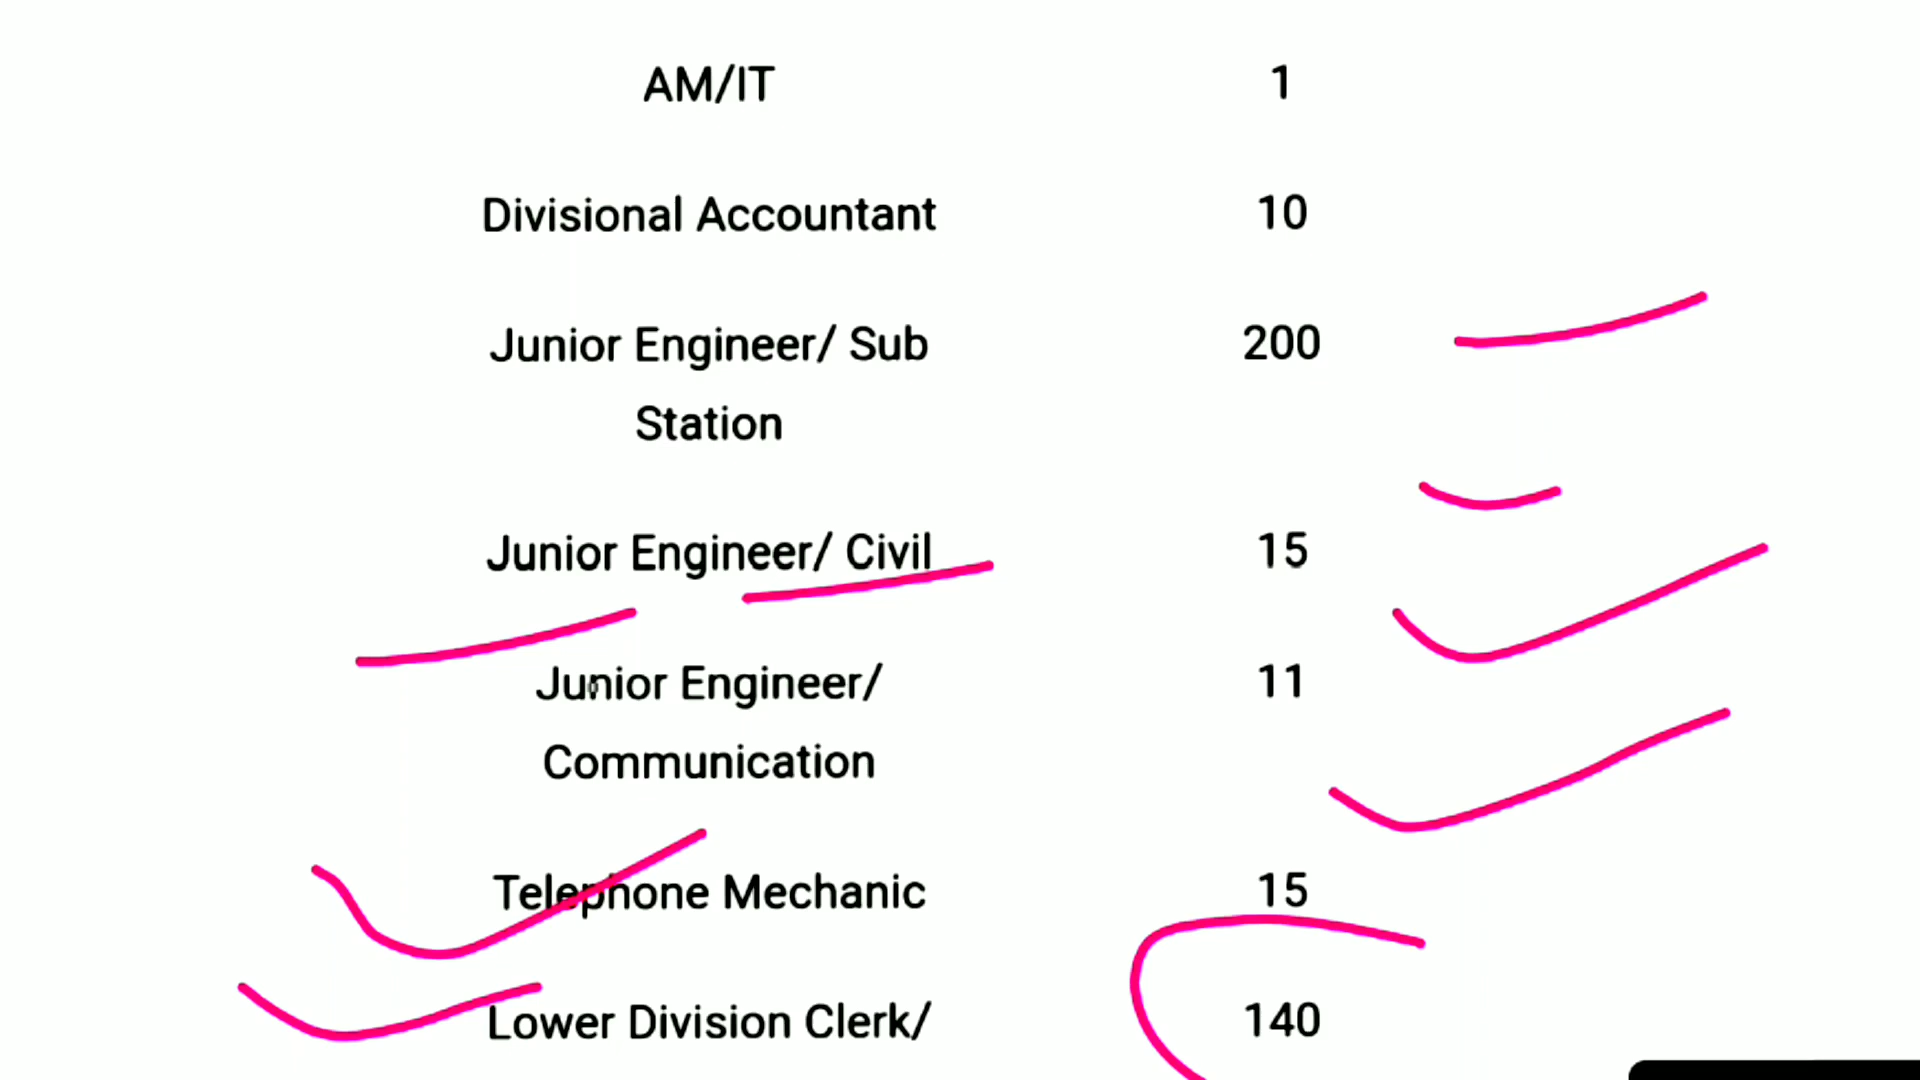 AM/IT 1
Divisional Accountant 10
Junior Engineer/ Sub 200
Station
Junior Engineer/ Civil 15
Junior Engineer/ 11
Communication
Telephone Mechanic 15
Lower Division Clerk/ 140